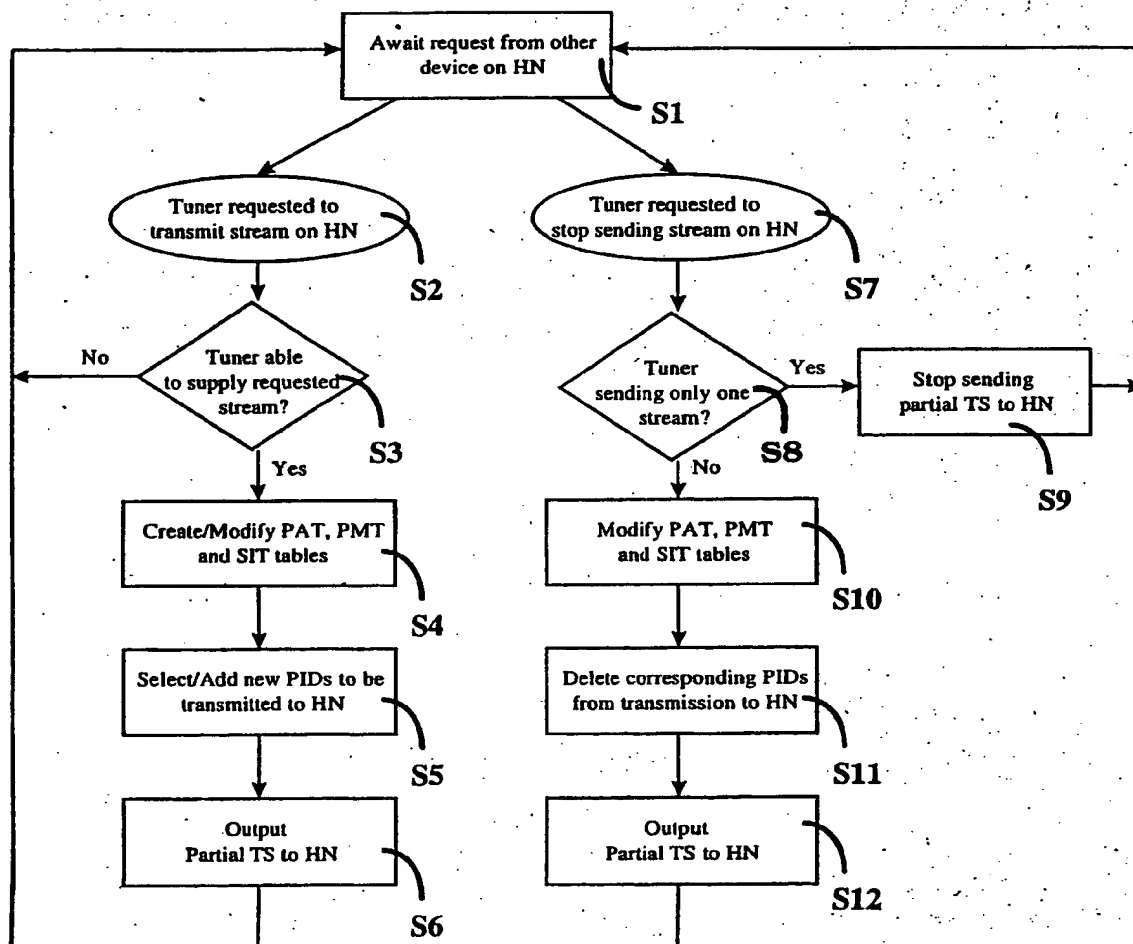 Await request from other
device on HN
S1
Tuner requested to
transmit stream on HN
S2
Tuner requested to
stop sending stream on HN
S7
No
Tuner able
to supply requested
stream?
S3
Yes
Tuner
sending only one
stream?
S8
Yes
Stop sending
partial TS to HN
S9
No
Create/Modify PAT, PMT
and SIT tables
S4
Modify PAT, PMT
and SIT tables
S10
Select/Add new PIDs to be
transmitted to HN
S5
Delete corresponding PIDs
from transmission to HN
S11
Output
Partial TS to HN
S6
Output
Partial TS to HN
S12